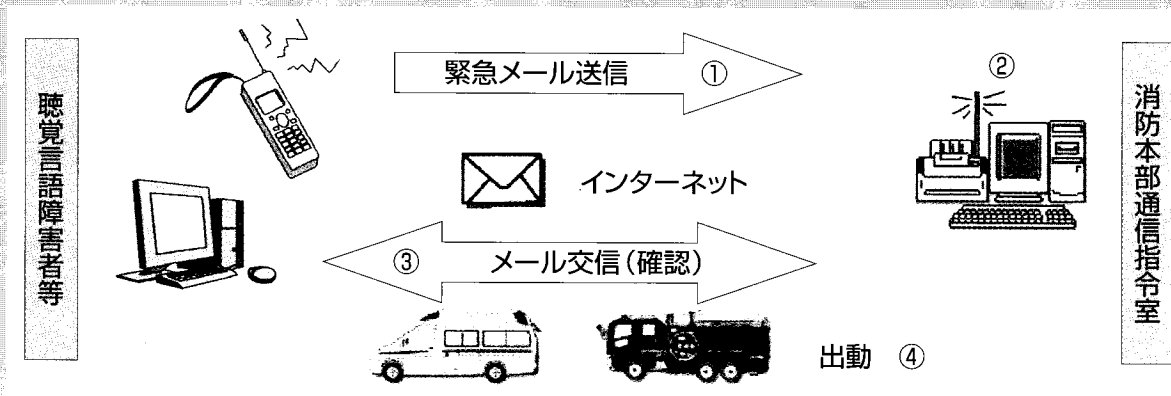 聴覚言語障害者等
緊急メール送信 ①
②
消防本部通信指令室
インターネット
③ メール交信(確認)
出動 ④